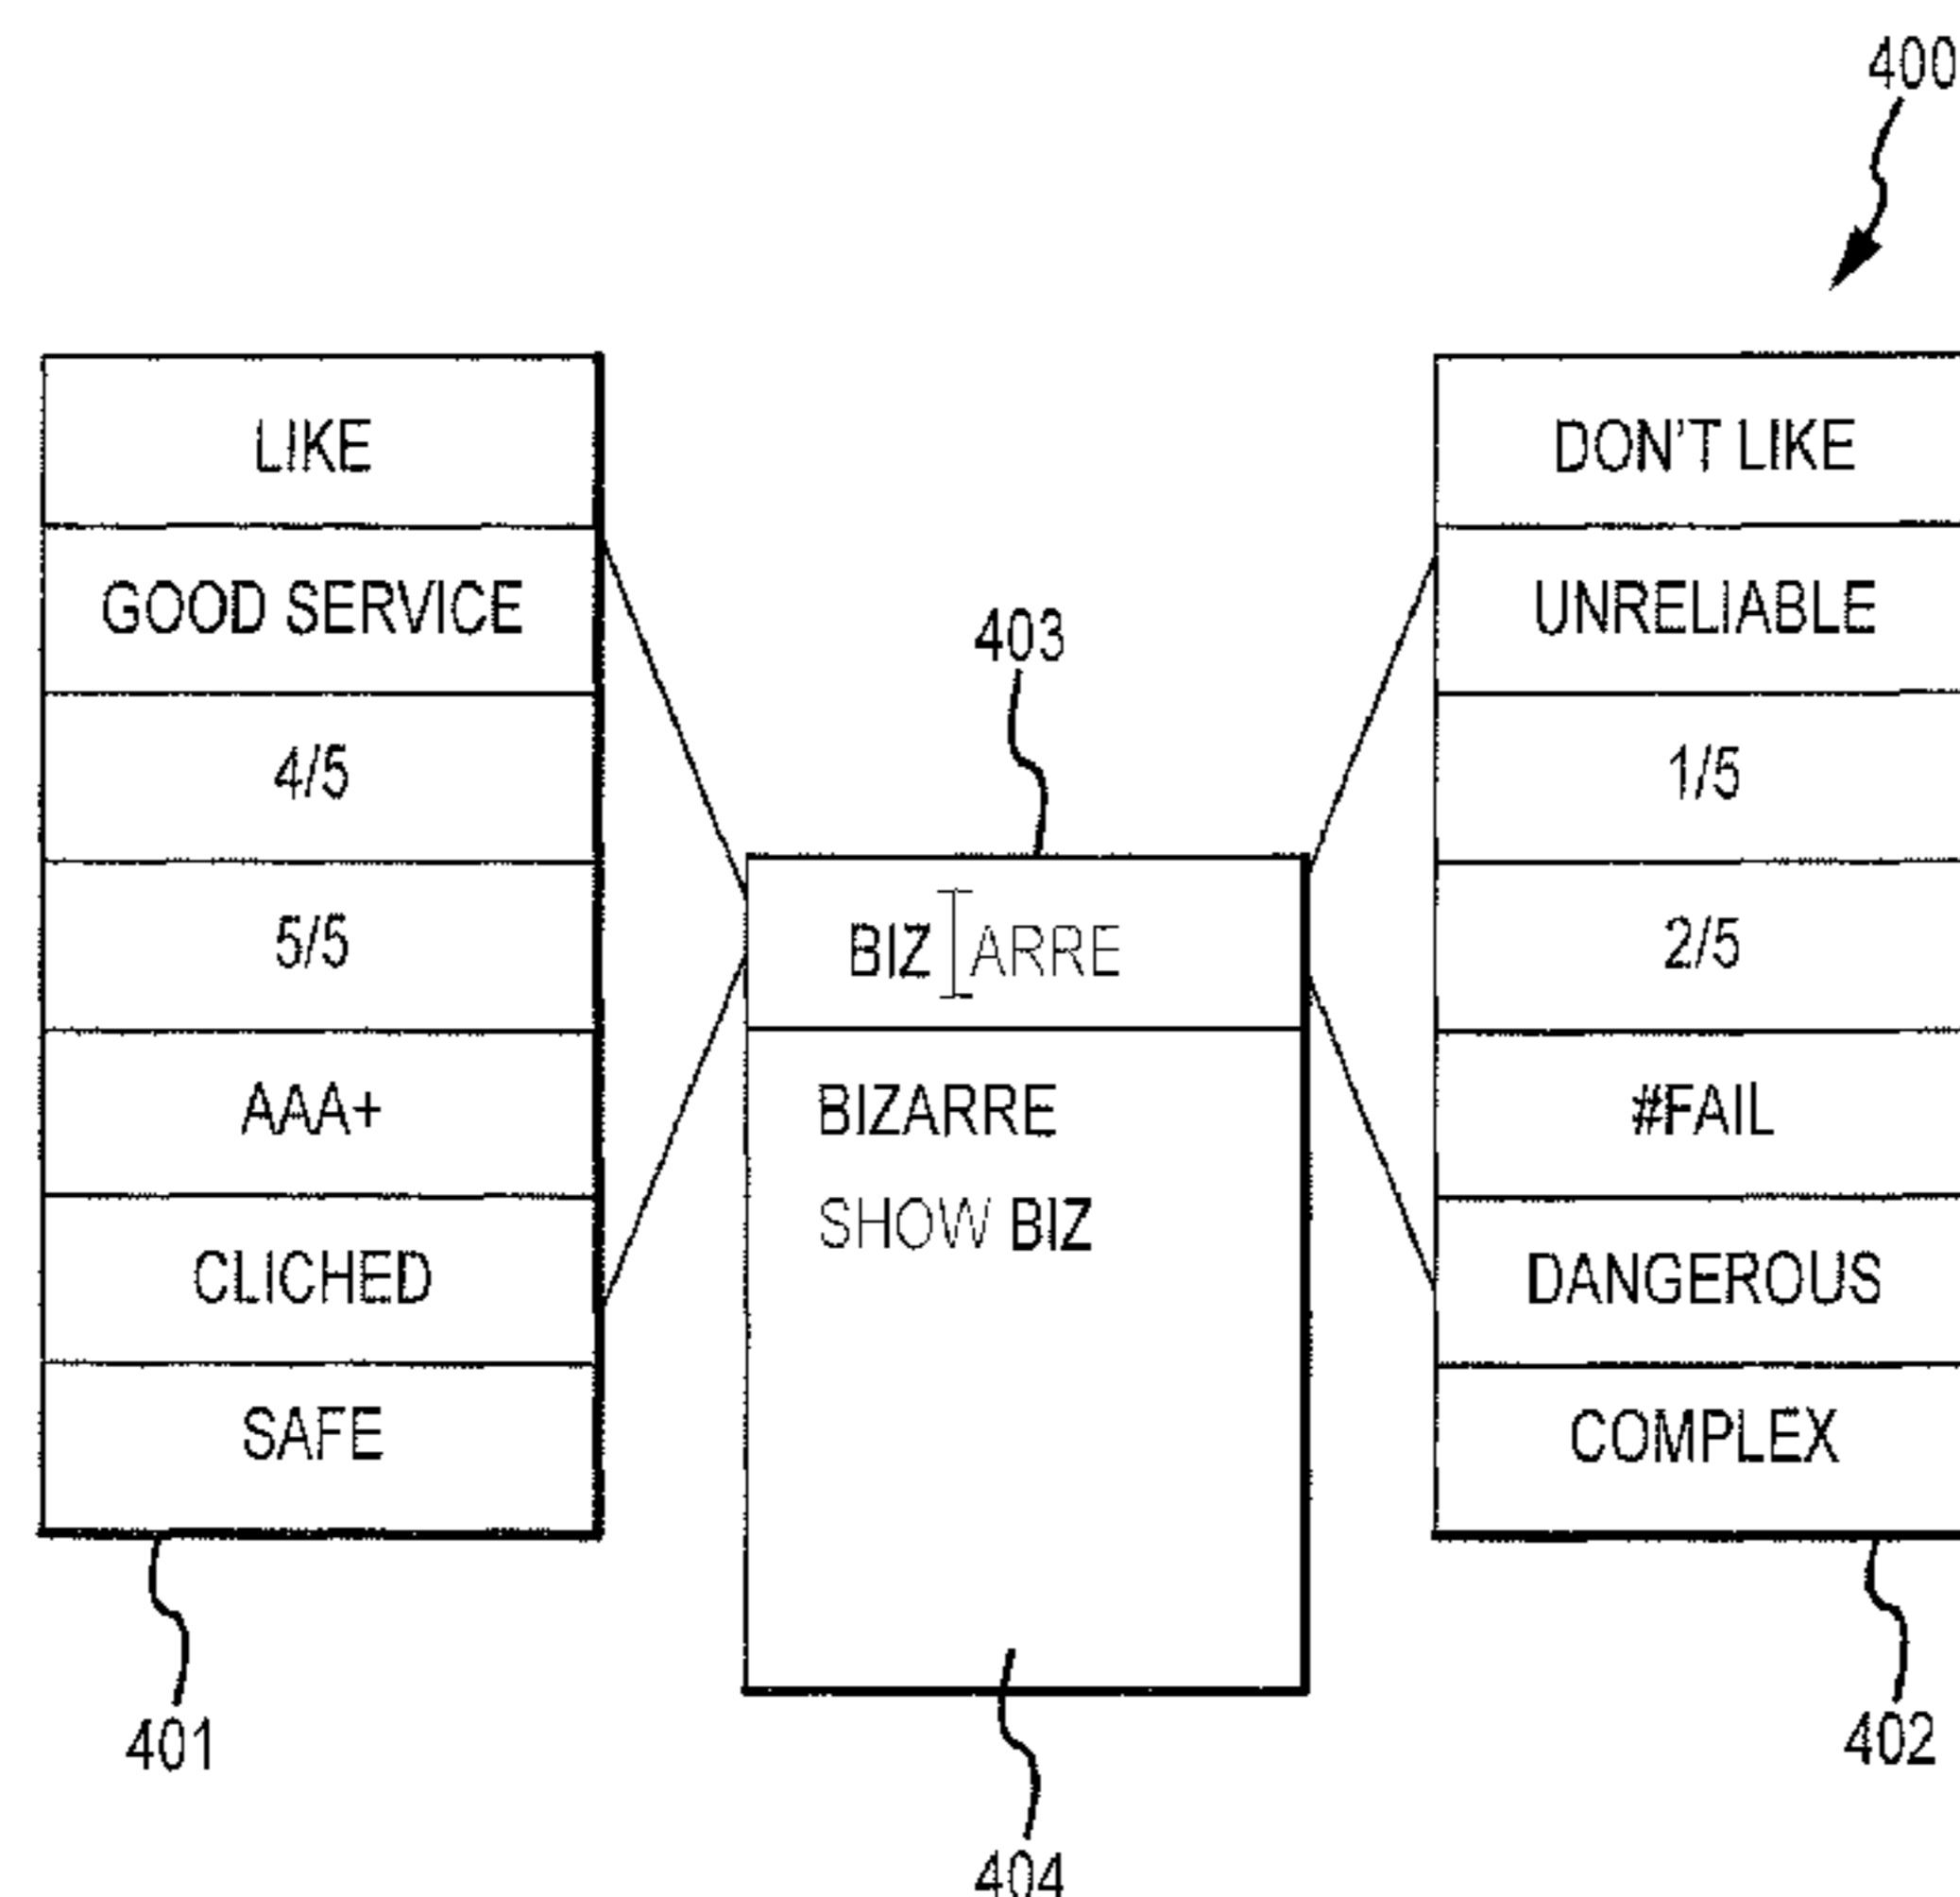 400
LIKE
GOOD SERVICE
4/5
5/5
AAA+
CLICHED
SAFE
401
403
BIZ ARRE
BIZARRE
SHOW BIZ
404
DON'T LIKE
UNRELIABLE
1/5
2/5
#FAIL
DANGEROUS
COMPLEX
402